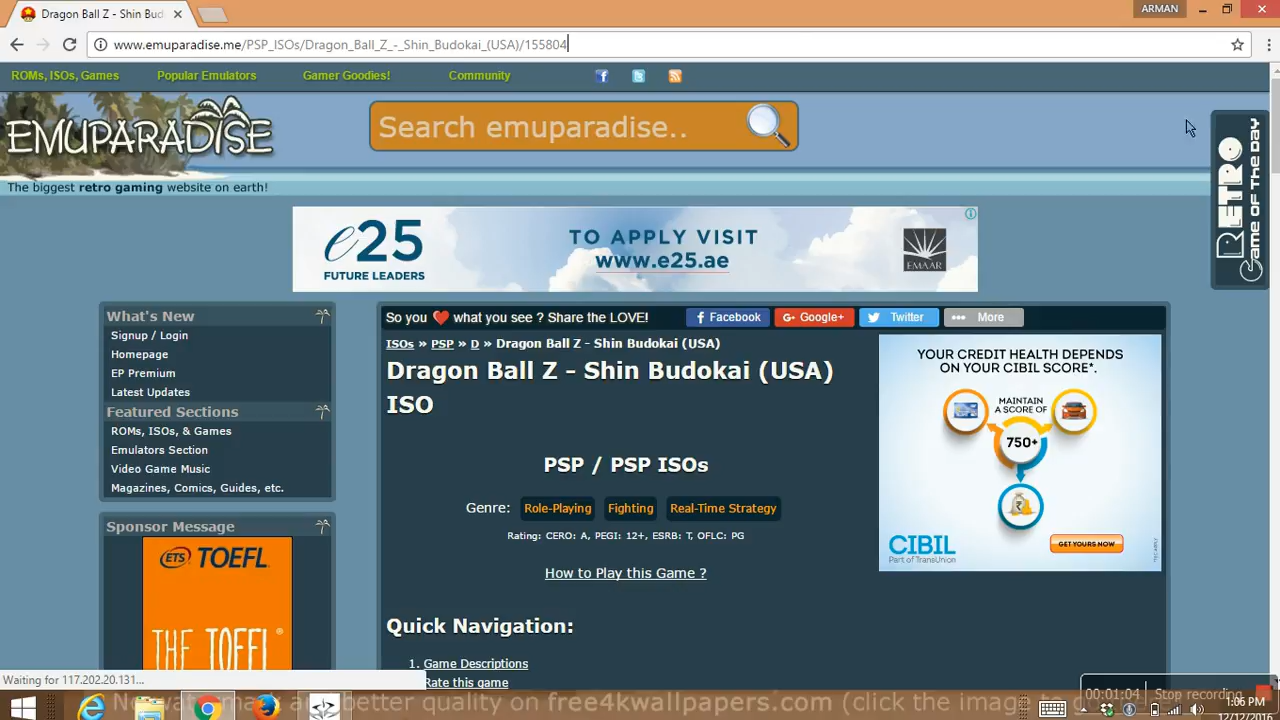 Dragon Ball Z - Shin Bud
ARMAN
www.emuparadise.me/PSP_ISOs/Dragon_Ball_Z_-_Shin_Budokai_(USA)/155804
ROMs, ISOs, Games
Popular Emulators
Gamer Goodies!
Community
EMUPARADISE
Search emuparadise..
The biggest retro gaming website on earth!
RETRO
Game of The Day
e25
FUTURE LEADERS
TO APPLY VISIT
www.e25.ae
EMAAR
What's New
Signup / Login
Homepage
EP Premium
Latest Updates
Featured Sections
ROMs, ISOs, & Games
Emulators Section
Video Game Music
Magazines, Comics, Guides, etc.
Sponsor Message
ETS TOEFL
THE TOEFL®
So you ❤ what you see ? Share the LOVE!
Facebook
Google+
Twitter
More
ISOs » PSP » D » Dragon Ball Z - Shin Budokai (USA)
Dragon Ball Z - Shin Budokai (USA)
ISO
PSP / PSP ISOs
Genre: Role-Playing Fighting Real-Time Strategy
Rating: CERO: A, PEGI: 12+, ESRB: T, OFLC: PG
How to Play this Game ?
Quick Navigation:
1. Game Descriptions
Rate this game
YOUR CREDIT HEALTH DEPENDS
ON YOUR CIBIL SCORE*.
MAINTAIN
A SCORE OF
750+
CIBIL
Part of TransUnion
GET YOURS NOW
Waiting for 117.202.20.131...
better quality on free4kwallpapers.com click the image
00:01:04 Stop recording
1:06 PM
12/12/2016